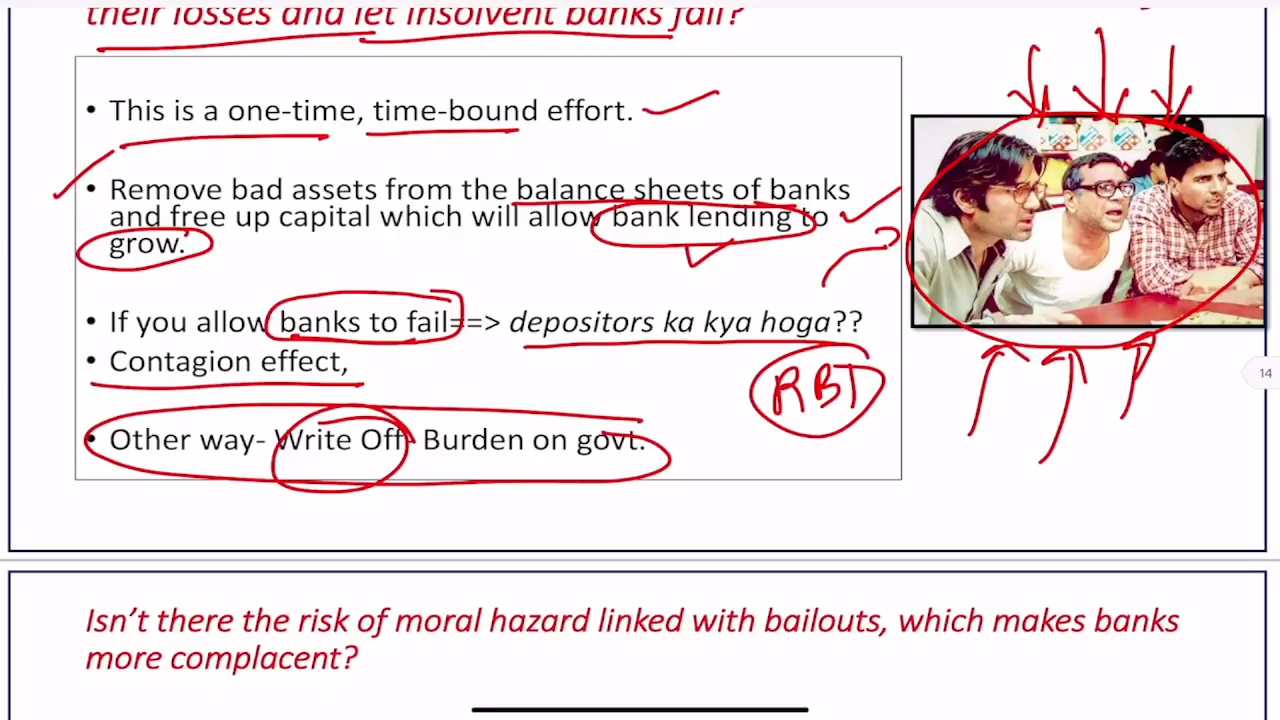 their losses and let insolvent banks fail?
• This is a one-time, time-bound effort.
• Remove bad assets from the balance sheets of banks
and free up capital which will allow bank lending to
grow.
• If you allow banks to fail==> depositors ka kya hoga??
• Contagion effect,
RBI
• Other way- Write Off- Burden on govt.
14
Isn't there the risk of moral hazard linked with bailouts, which makes banks
more complacent?